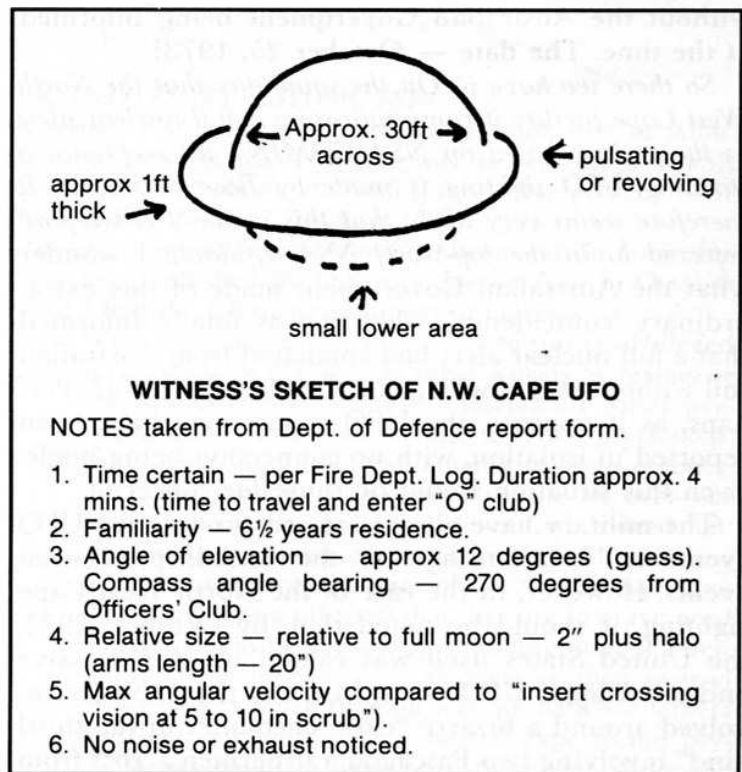 Approx. 30ft
across
approx 1ft
thick
pulsating
or revolving
small lower area
WITNESS'S SKETCH OF N.W. CAPE UFO
NOTES taken from Dept. of Defence report form.
1. Time certain — per Fire Dept. Log. Duration approx. 4
mins. (time to travel and enter "O" club)
2. Familiarity — 6½ years residence.
3. Angle of elevation — approx 12 degrees (guess).
Compass angle bearing — 270 degrees from
Officers' Club.
4. Relative size — relative to full moon — 2" plus halo
(arms length — 20")
5. Max angular velocity compared to "insert crossing
vision at 5 to 10 in scrub").
6. No noise or exhaust noticed.